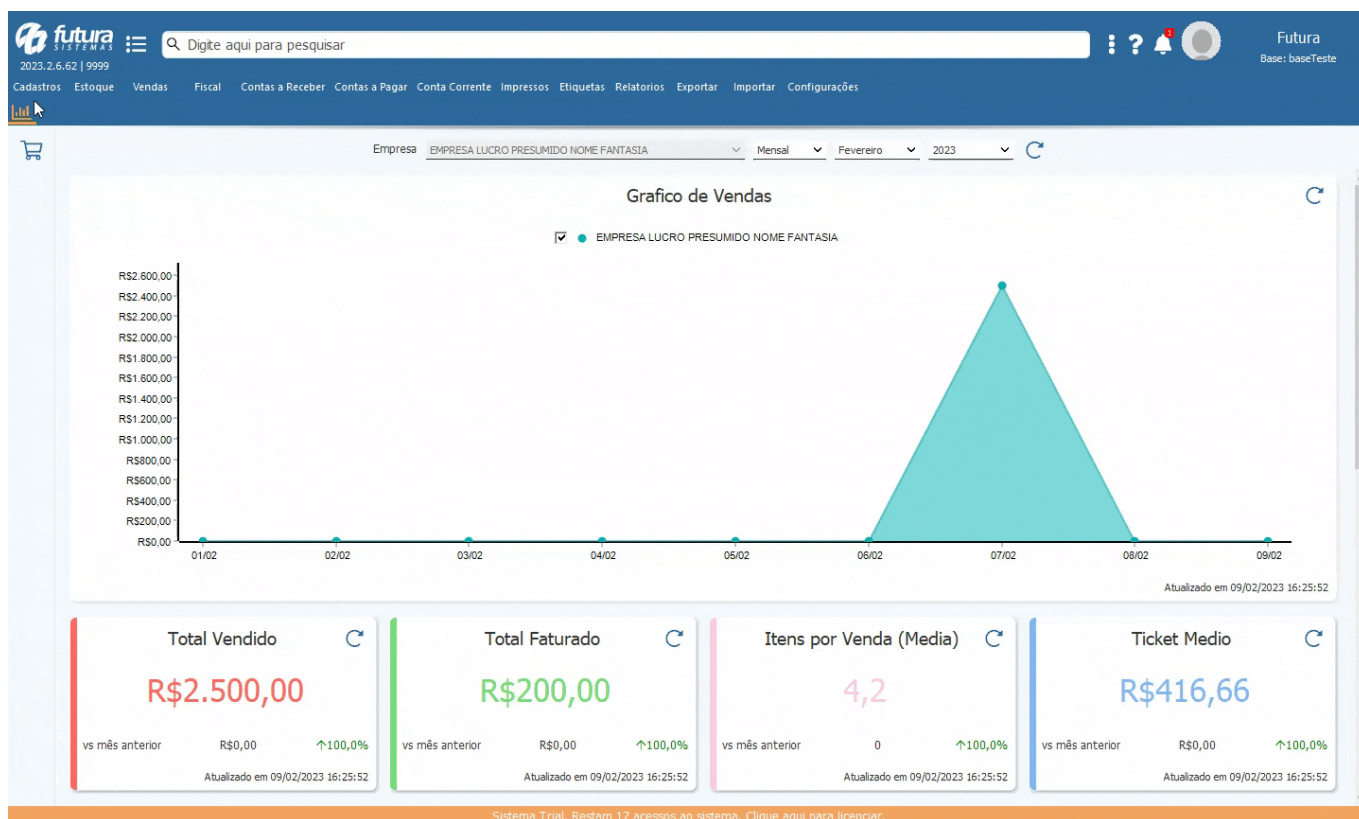 futura
SISTEMAS
Digite aqui para pesquisar
1
Futura
2023.2.6.62 | 9999
Base: baseTeste
Cadastros Estoque Vendas Fiscal Contas a Receber Contas a Pagar Conta Corrente Impressos Etiquetas Relatorios Exportar Importar Configurações
Empresa EMPRESA LUCRO PRESUMIDO NOME FANTASIA Mensal Fevereiro 2023
Grafico de Vendas
EMPRESA LUCRO PRESUMIDO NOME FANTASIA
R$2.600,00
R$2.400,00
R$2.200,00
R$2.000,00
R$1.800,00
R$1.600,00
R$1.400,00
R$1.200,00
R$1.000,00
R$800,00
R$600,00
R$400,00
R$200,00
R$0,00
01/02 02/02 03/02 04/02 05/02 06/02 07/02 08/02 09/02
Atualizado em 09/02/2023 16:25:52
Total Vendido
R$2.500,00
vs mês anterior R$0,00 ↑100,0%
Atualizado em 09/02/2023 16:25:52
Total Faturado
R$200,00
vs mês anterior R$0,00 ↑100,0%
Atualizado em 09/02/2023 16:25:52
Itens por Venda (Media)
4,2
vs mês anterior 0 ↑100,0%
Atualizado em 09/02/2023 16:25:52
Ticket Medio
R$416,66
vs mês anterior R$0,00 ↑100,0%
Atualizado em 09/02/2023 16:25:52
Sistema Trial. Restam 17 acessos ao sistema. Clique aqui para licenciar